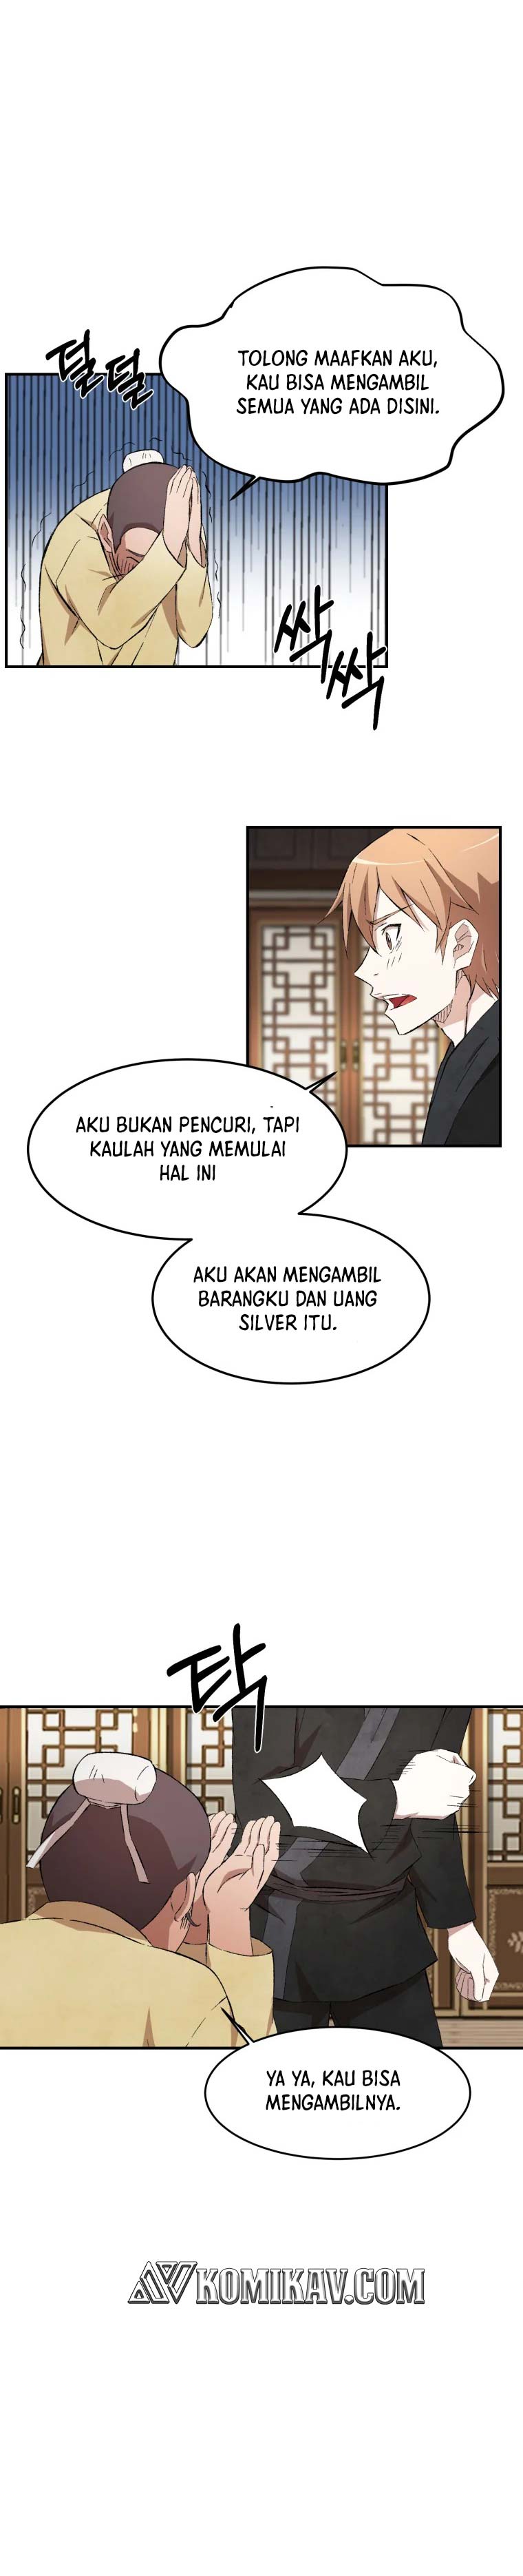 덜덜
TOLONG MAAFKAN AKU,
KAU BISA MENGAMBIL
SEMUA YANG ADA DISINI.
싹싹
AKU BUKAN PENCURI, TAPI
KAULAH YANG MEMULAI
HAL INI
AKU AKAN MENGAMBIL
BARANGKU DAN UANG
SILVER ITU.
탁
YA YA, KAU BISA
MENGAMBILNYA.
KOMIKAV.COM